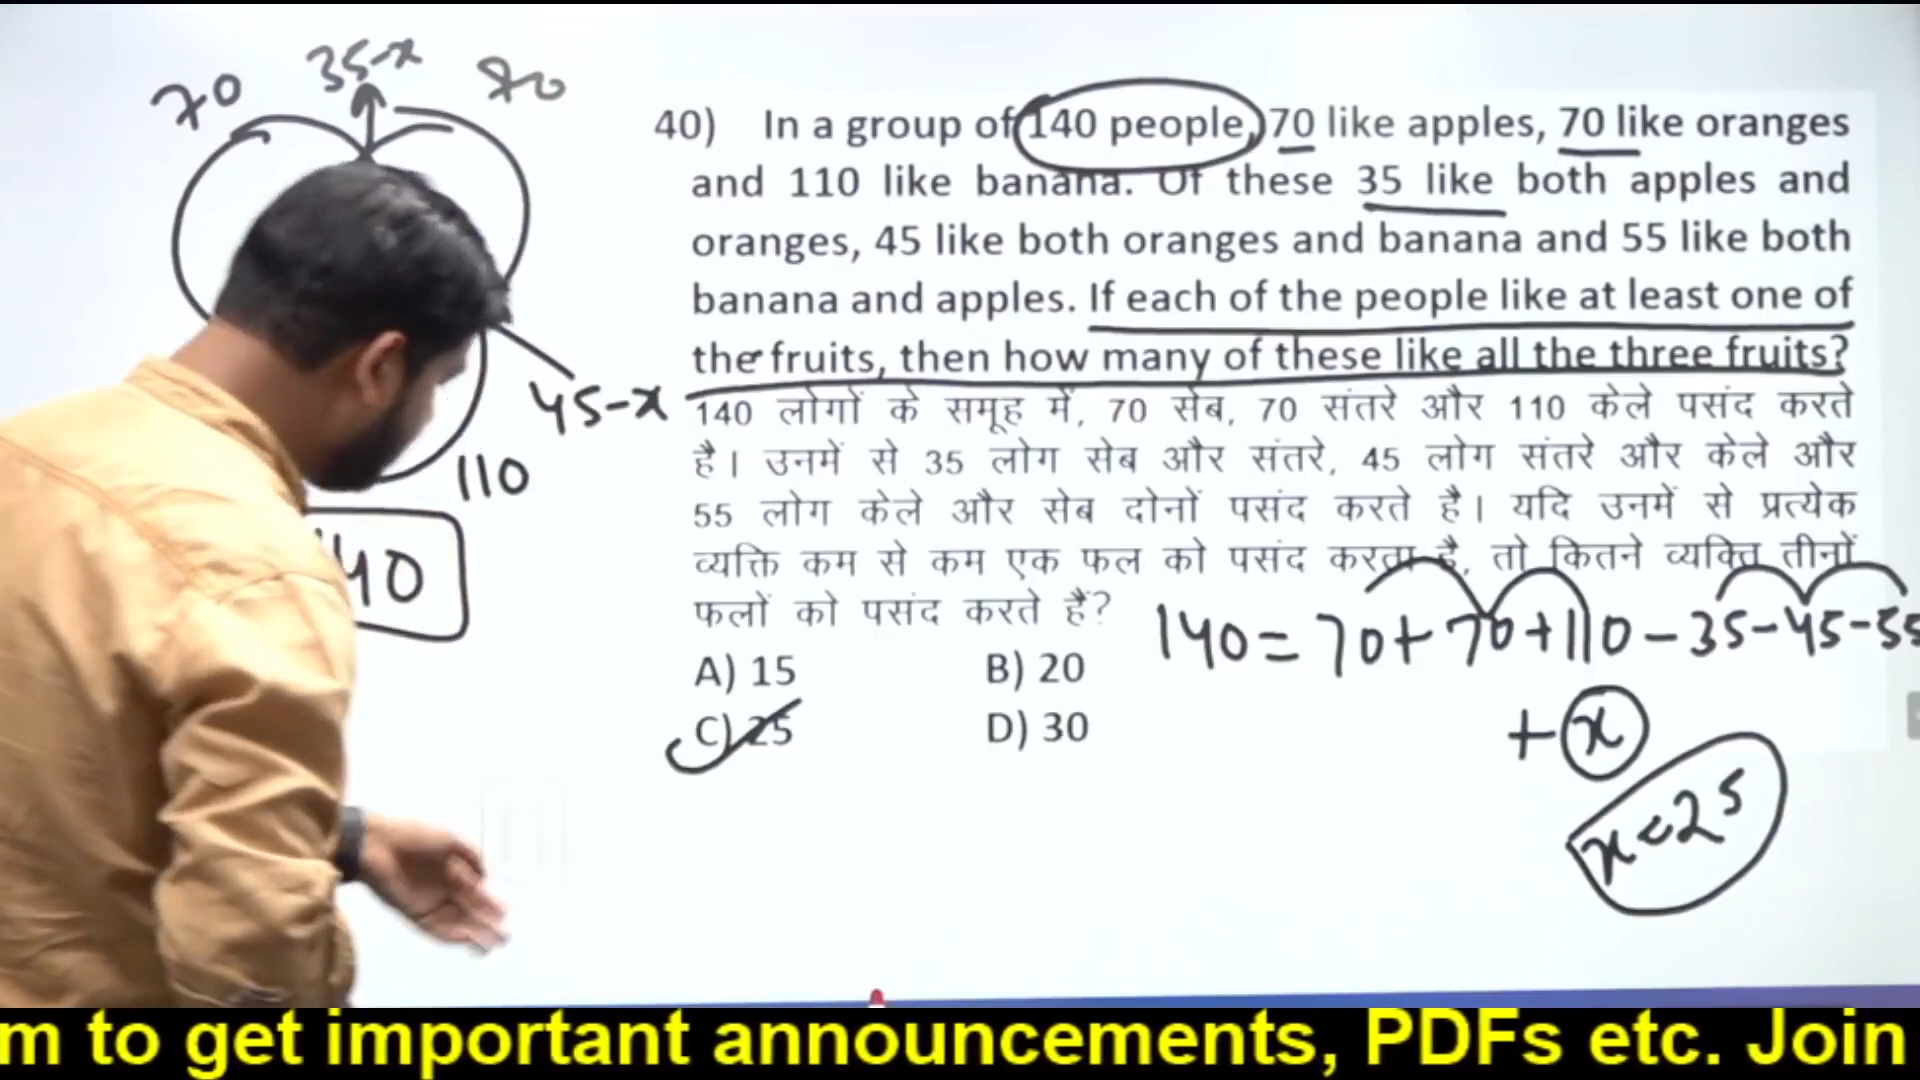 70 35-x 70
40) In a group of 140 people, 70 like apples, 70 like oranges
and 110 like banana. Of these 35 like both apples and
oranges, 45 like both oranges and banana and 55 like both
banana and apples. If each of the people like at least one of
the fruits, then how many of these like all the three fruits?
45-x
110
40
140 लोगों के समूह में, 70 सेब, 70 संतरे और 110 केले पसंद करते
है। उनमें से 35 लोग सेब और संतरे, 45 लोग संतरे और केले और
55 लोग केले और सेब दोनों पसंद करते है। यदि उनमें से प्रत्येक
व्यक्ति कम से कम एक फल को पसंद करता है, तो कितने व्यक्ति तीनों
फलों को पसंद करते हैं?
140 = 70 + 70 + 110 - 35 - 45 - 55
+ x
A) 15 B) 20
C) 25 D) 30
x = 25
m to get important announcements, PDFs etc. Join